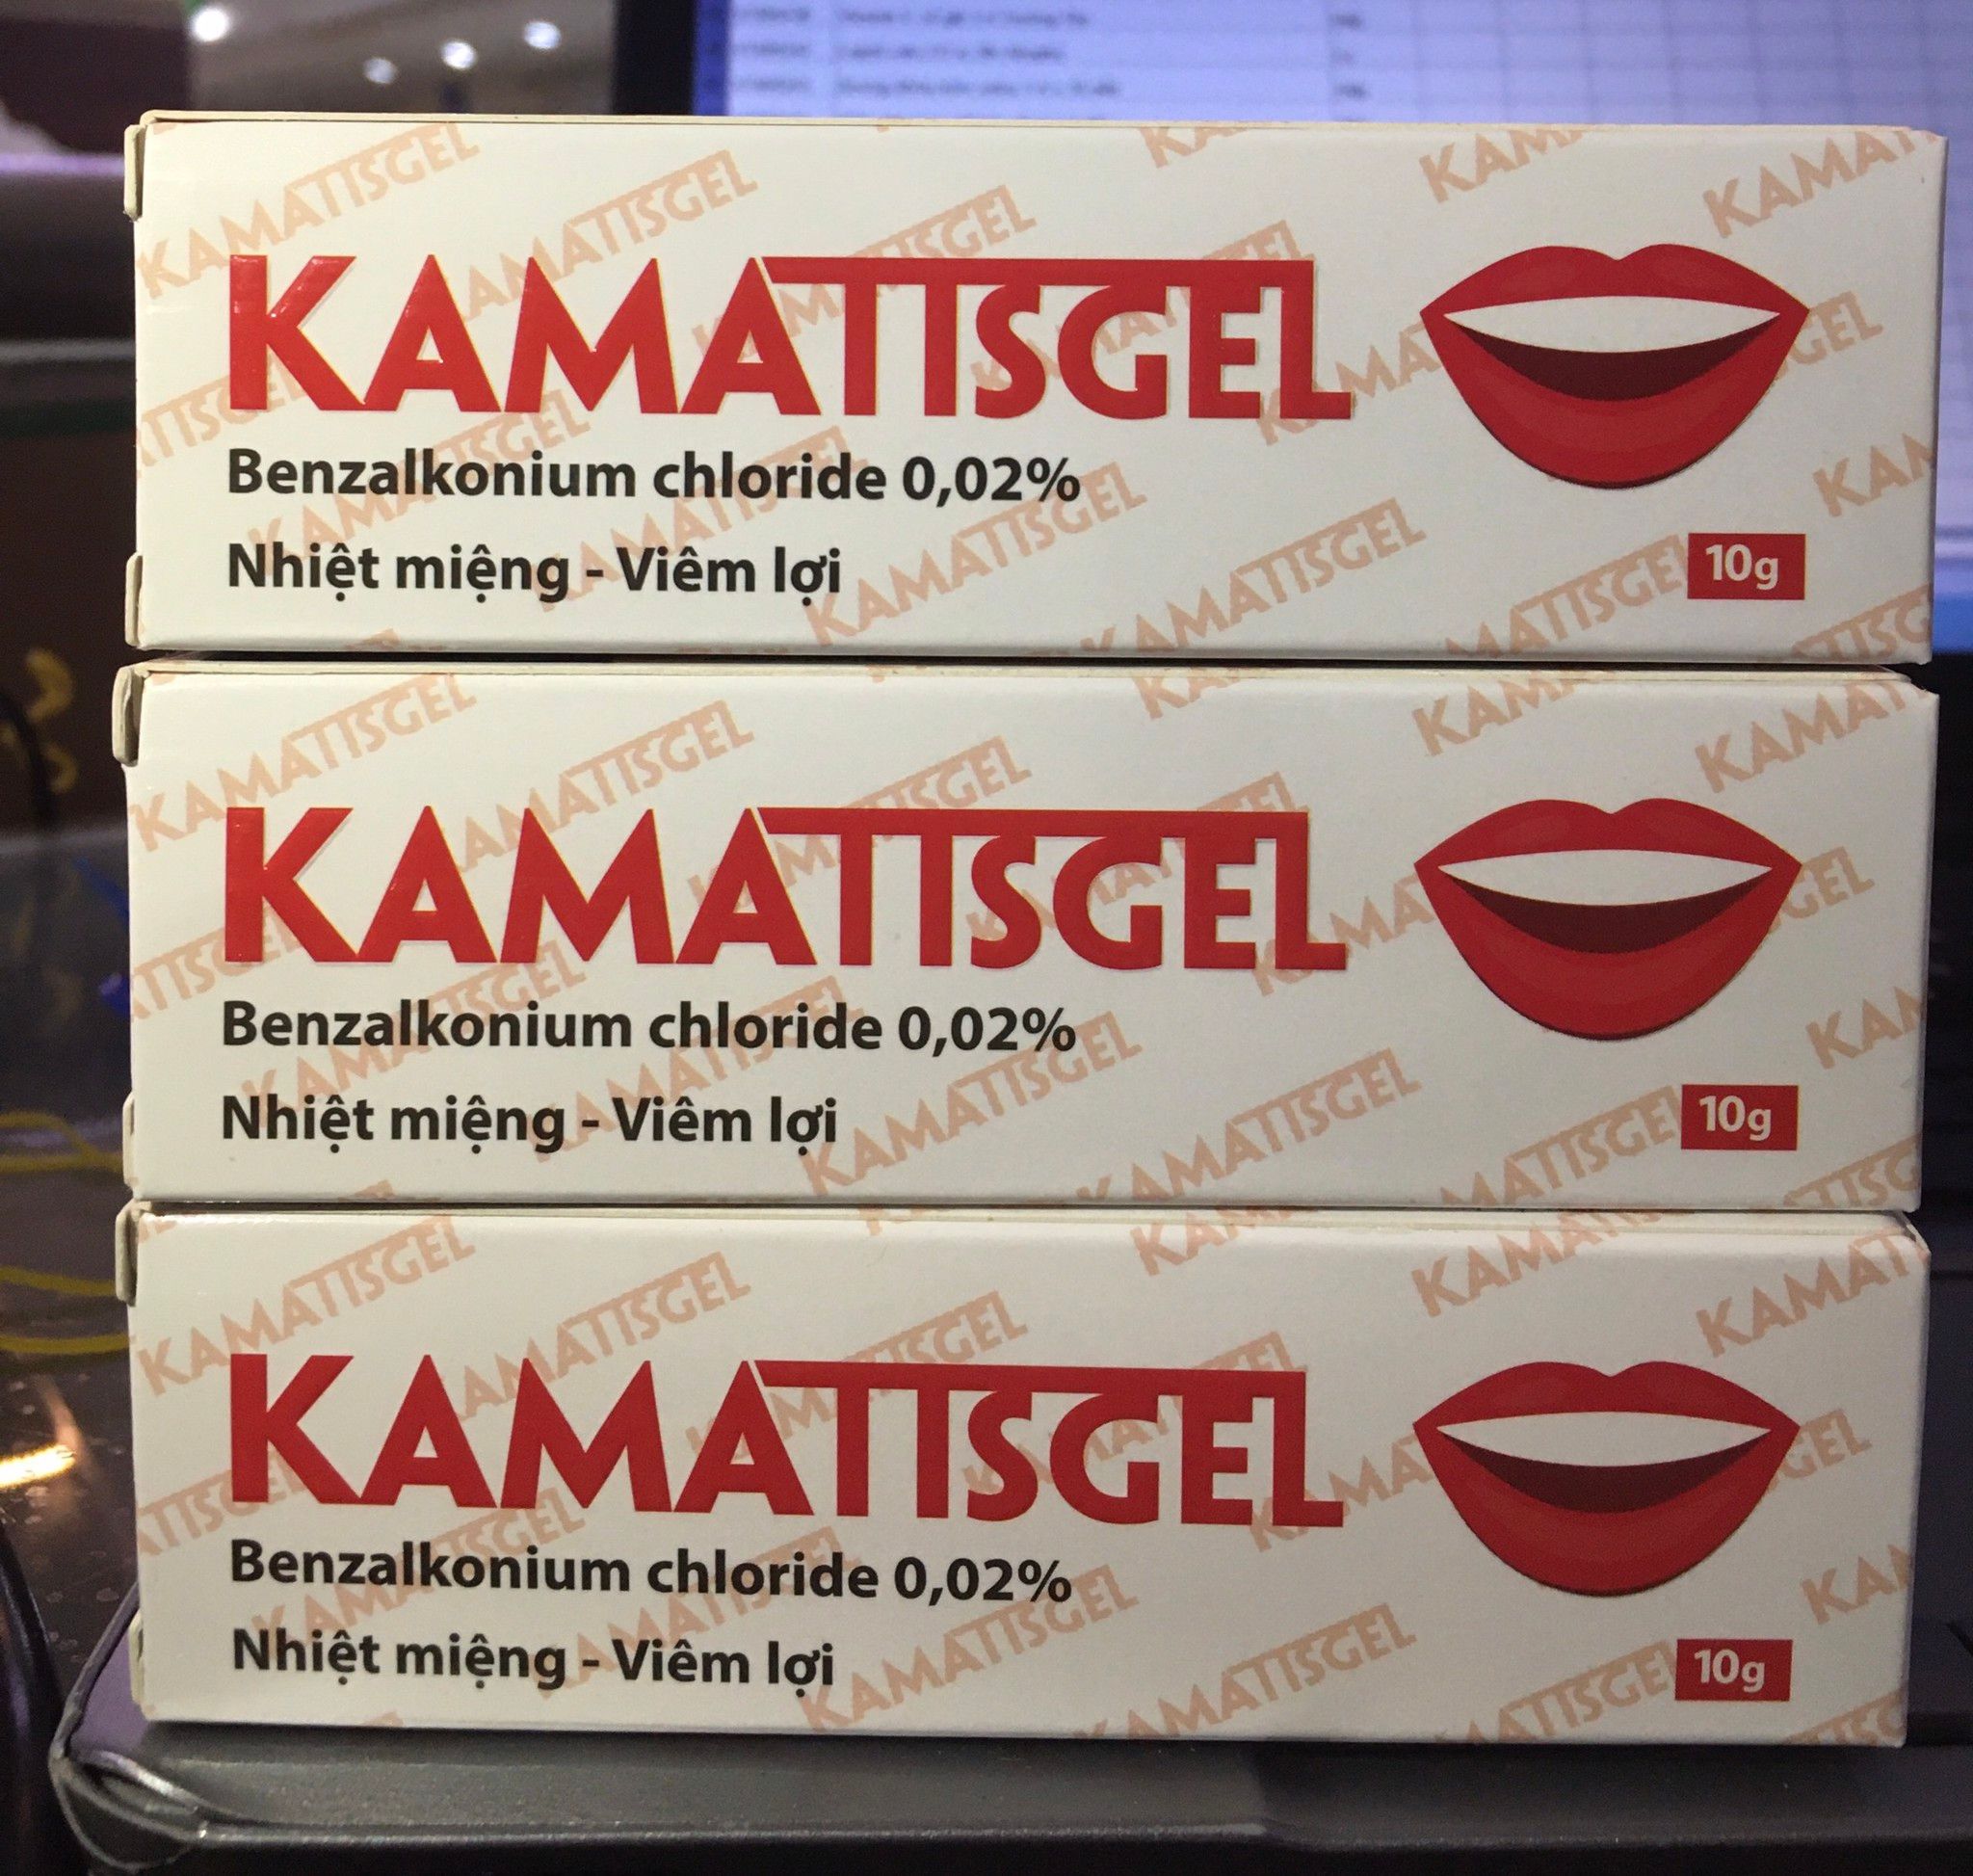 KAMATISGEL
Benzalkonium chloride 0,02%
Nhiệt miệng - Viêm lợi
10g
KAMATISGEL
Benzalkonium chloride 0,02%
Nhiệt miệng - Viêm lợi
10g
KAMATISGEL
Benzalkonium chloride 0,02%
Nhiệt miệng - Viêm lợi
10g